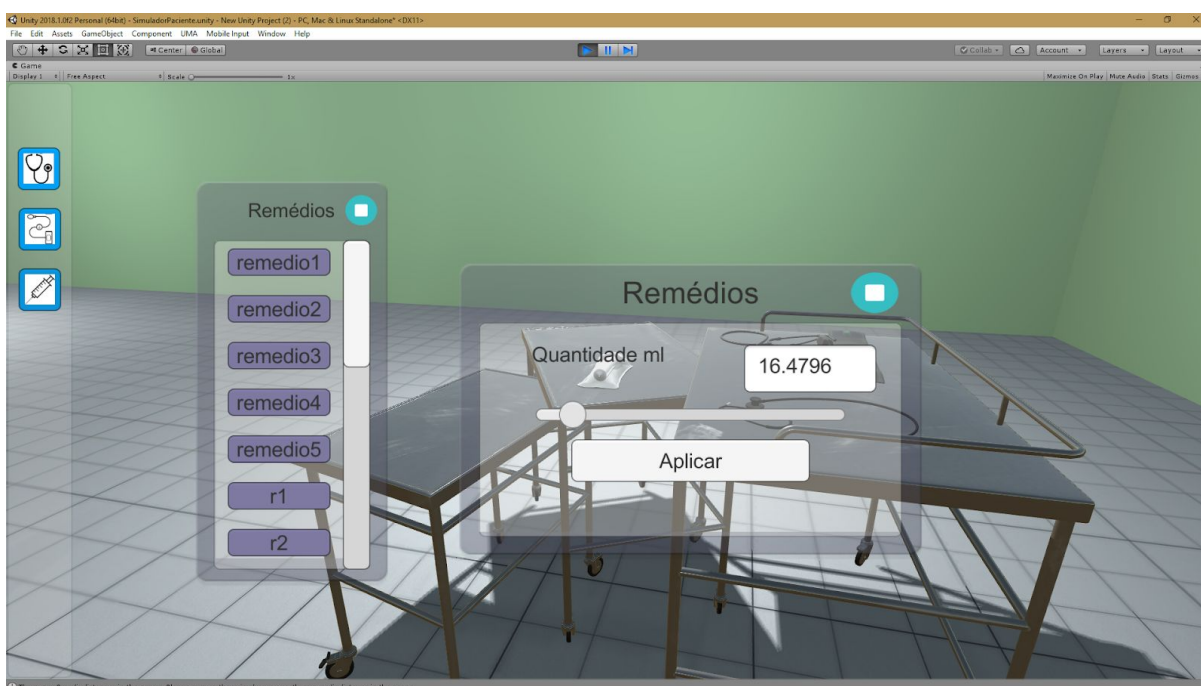 Unity 2018.1.0f2 Personal (64bit) - SimuladorPaciente.unity - New Unity Project (2) - PC, Mac & Linux Standalone* <DX11>
File Edit Assets GameObject Component UMA Mobile Input Window Help
Center Global Collab Account Layers Layout
Game
Display 1 Free Aspect Scale 1x Maximize On Play Mute Audio Stats Gizmos
Remédios
remedio1
remedio2
remedio3
remedio4
remedio5
r1
r2
Remédios
Quantidade ml 16.4796
Aplicar